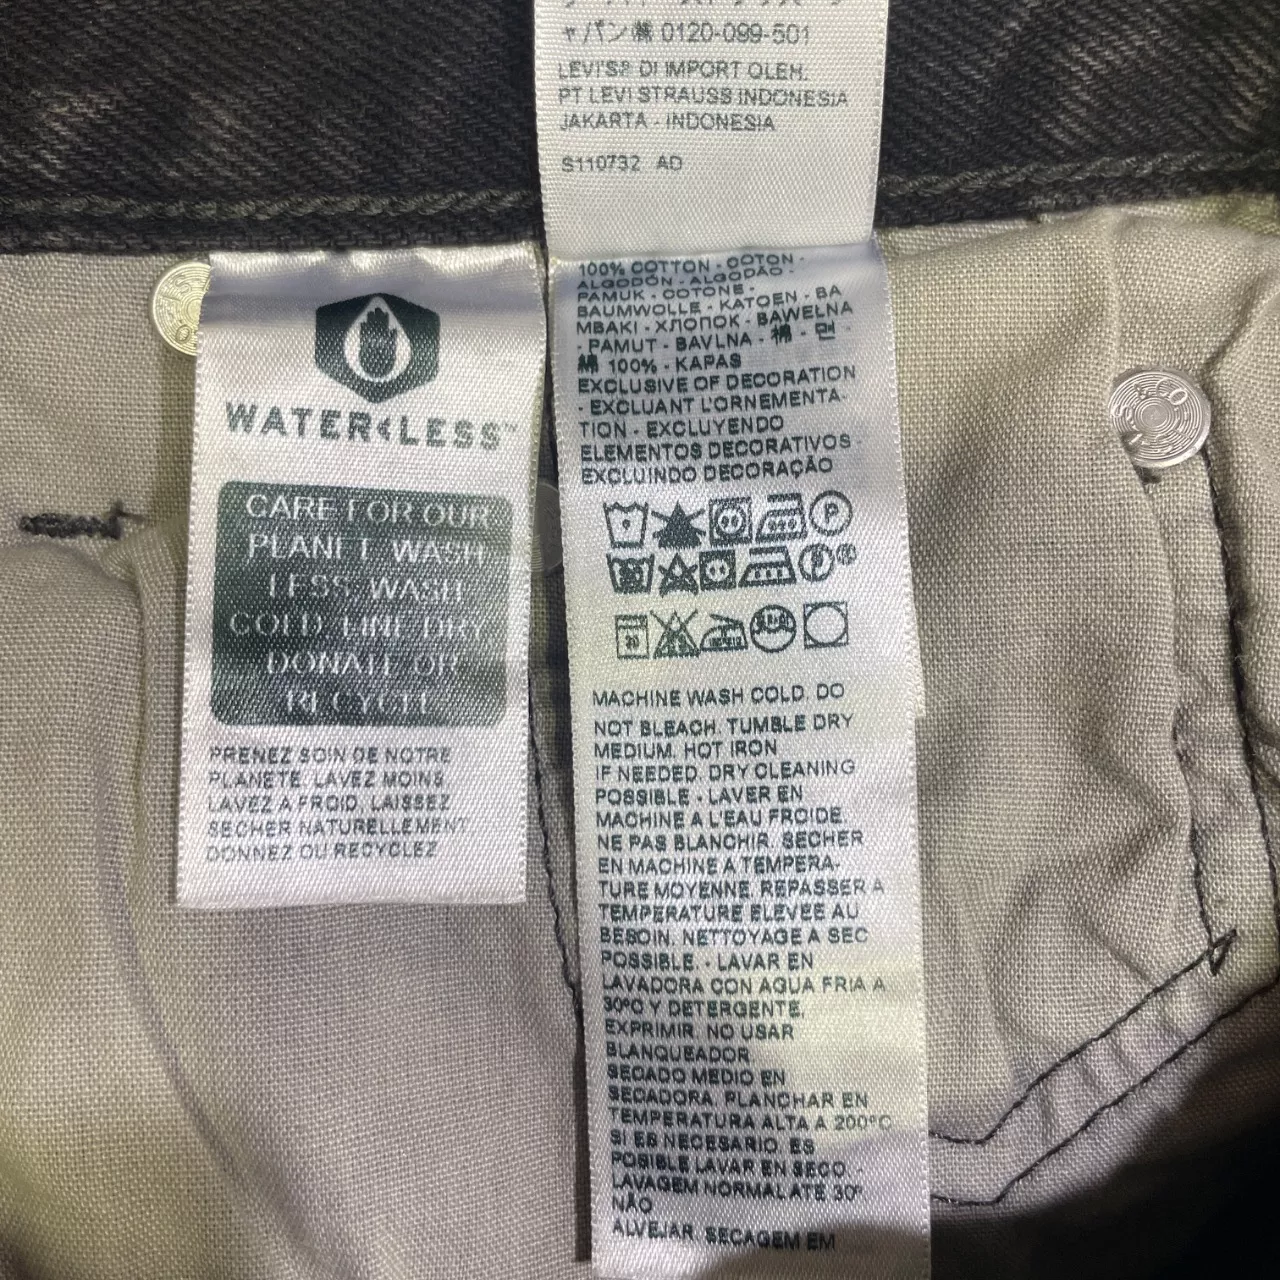 ャパン㈱ 0120-099-501
LEVI'S® DI IMPORT OLEH.
PT LEVI STRAUSS INDONESIA
JAKARTA - INDONESIA
S110732 AD
WATER<LESS™
CARE FOR OUR
PLANET. WASH
LESS, WASH
COLD, LINE DRY,
DONATE OR
RECYCLE.
PRENEZ SOIN DE NOTRE
PLANETE. LAVEZ MOINS,
LAVEZ A FROID, LAISSEZ
SECHER NATURELLEMENT,
DONNEZ OU RECYCLEZ
100% COTTON - COTON -
ALGODÓN - ALGODÃO -
PAMUK - COTONE -
BAUMWOLLE - KATOEN - BA
MBAKI - ХЛОПОК - BAWEŁNA
- PAMUT - BAVLNA - 棉 - 면 -
綿 100% - KAPAS
EXCLUSIVE OF DECORATION
- EXCLUANT L'ORNEMENTA-
TION - EXCLUYENDO
ELEMENTOS DECORATIVOS -
EXCLUINDO DECORAÇÃO
P
MACHINE WASH COLD. DO
NOT BLEACH. TUMBLE DRY
MEDIUM. HOT IRON
IF NEEDED. DRY CLEANING
POSSIBLE - LAVER EN
MACHINE A L'EAU FROIDE.
NE PAS BLANCHIR. SECHER
EN MACHINE A TEMPERA-
TURE MOYENNE. REPASSER A
TEMPERATURE ELEVEE AU
BESOIN. NETTOYAGE A SEC
POSSIBLE. - LAVAR EN
LAVADORA CON AGUA FRIA A
30ºC Y DETERGENTE,
EXPRIMIR. NO USAR
BLANQUEADOR
SECADO MEDIO EN
SECADORA. PLANCHAR EN
TEMPERATURA ALTA A 200ºC
SI ES NECESARIO. ES
POSIBLE LAVAR EN SECO. -
LAVAGEM NORMAL ATÉ 30º
NÃO
ALVEJAR. SECAGEM EM